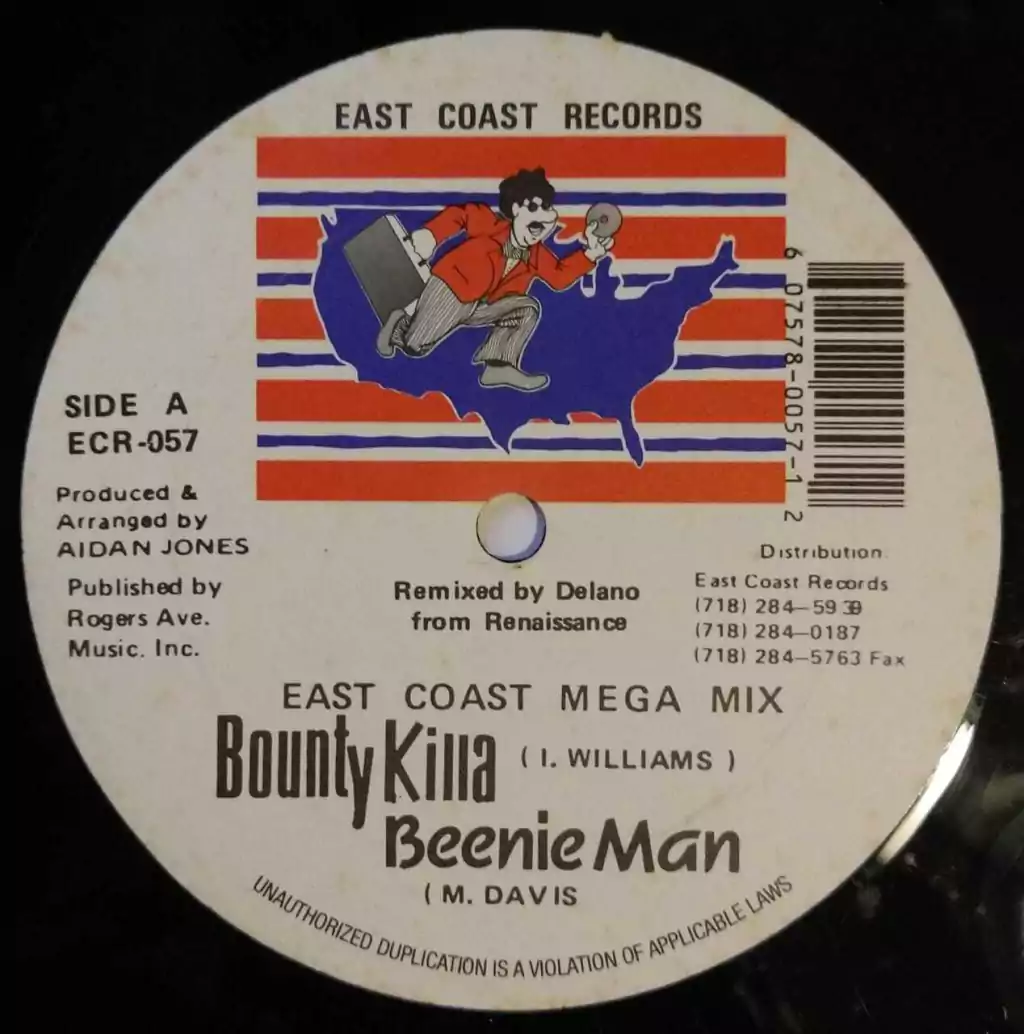 EAST COAST RECORDS
6 07578-0057-1 2
SIDE A
ECR-057
Produced &
Arranged by
AIDAN JONES
Published by
Rogers Ave.
Music. Inc.
Remixed by Delano
from Renaissance
Distribution
East Coast Records
(718) 284-
(718) 284-0187
(718) 284-5763 Fax
EAST COAST MEGA MIX
Bounty Killa ( I. WILLIAMS )
Beenie Man
( M. DAVIS
UNAUTHORIZED DUPLICATION IS A VIOLATION OF APPLICABLE LAWS